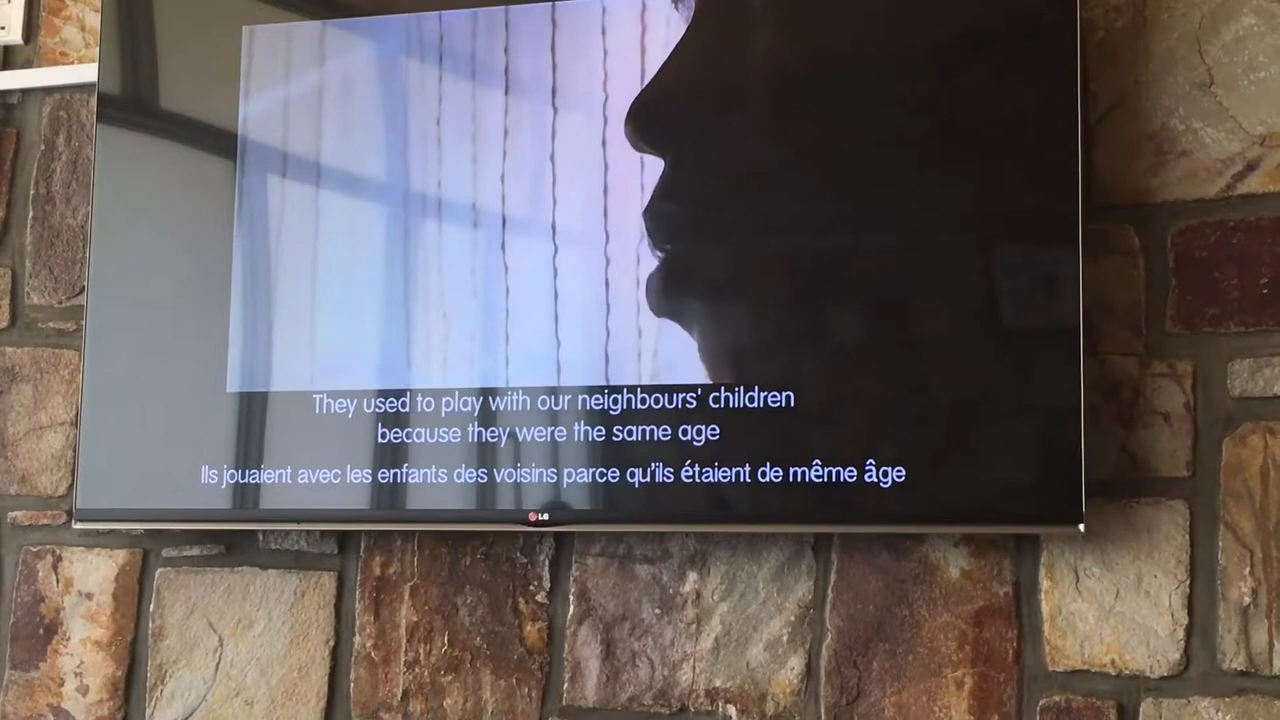 They used to play with our neighbours' children
because they were the same age
Ils jouaient avec les enfants des voisins parce qu'ils étaient de même âge
LG